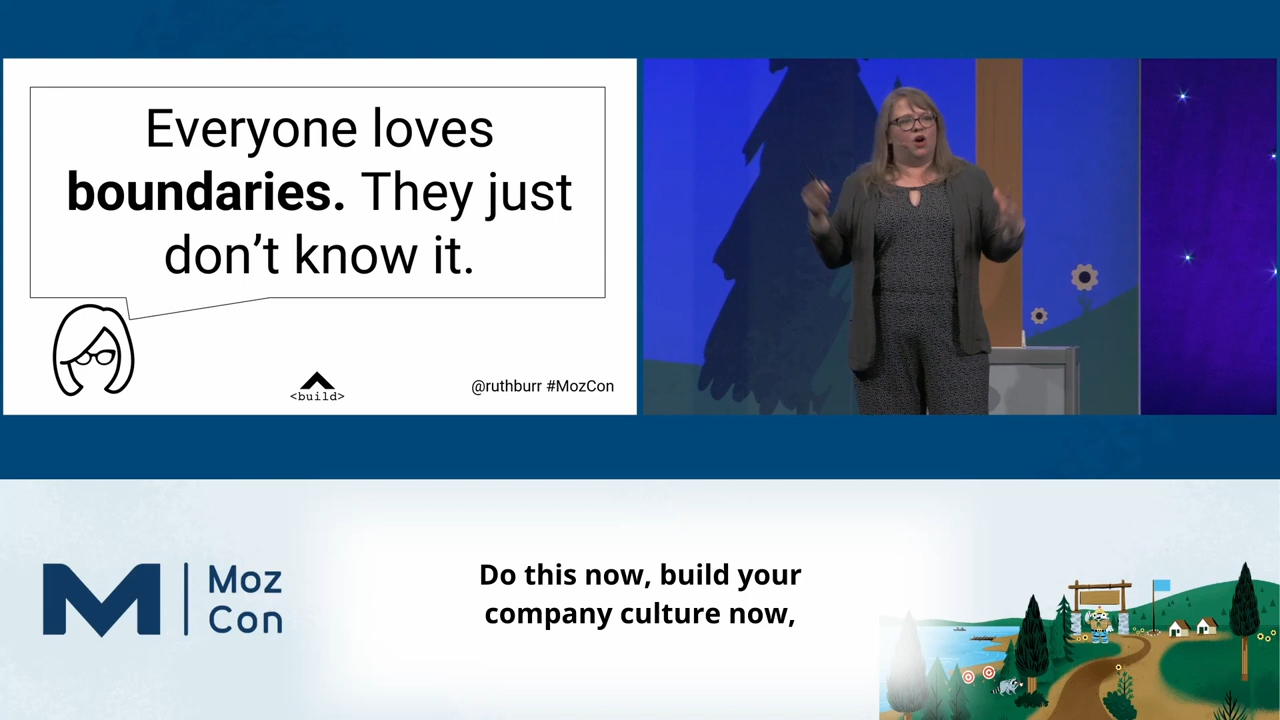 Everyone loves
boundaries. They just
don't know it.
<build>
@ruthburr #MozCon
Moz
Con
Do this now, build your
company culture now,